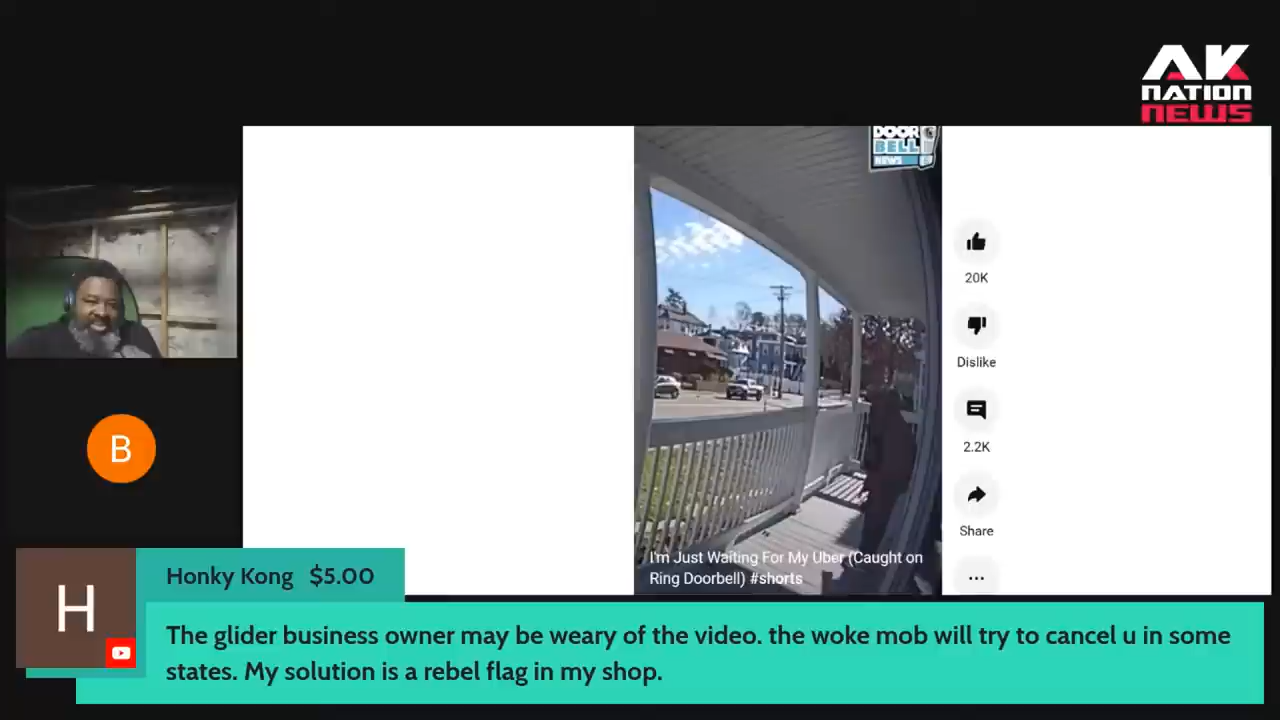 AK
NATION
NEWS
DOOR
BELL
NEWS
20K
Dislike
2.2K
Share
I'm Just Waiting For My Uber (Caught on
Ring Doorbell) #shorts
B
H
Honky Kong $5.00
The glider business owner may be weary of the video. the woke mob will try to cancel u in some
states. My solution is a rebel flag in my shop.